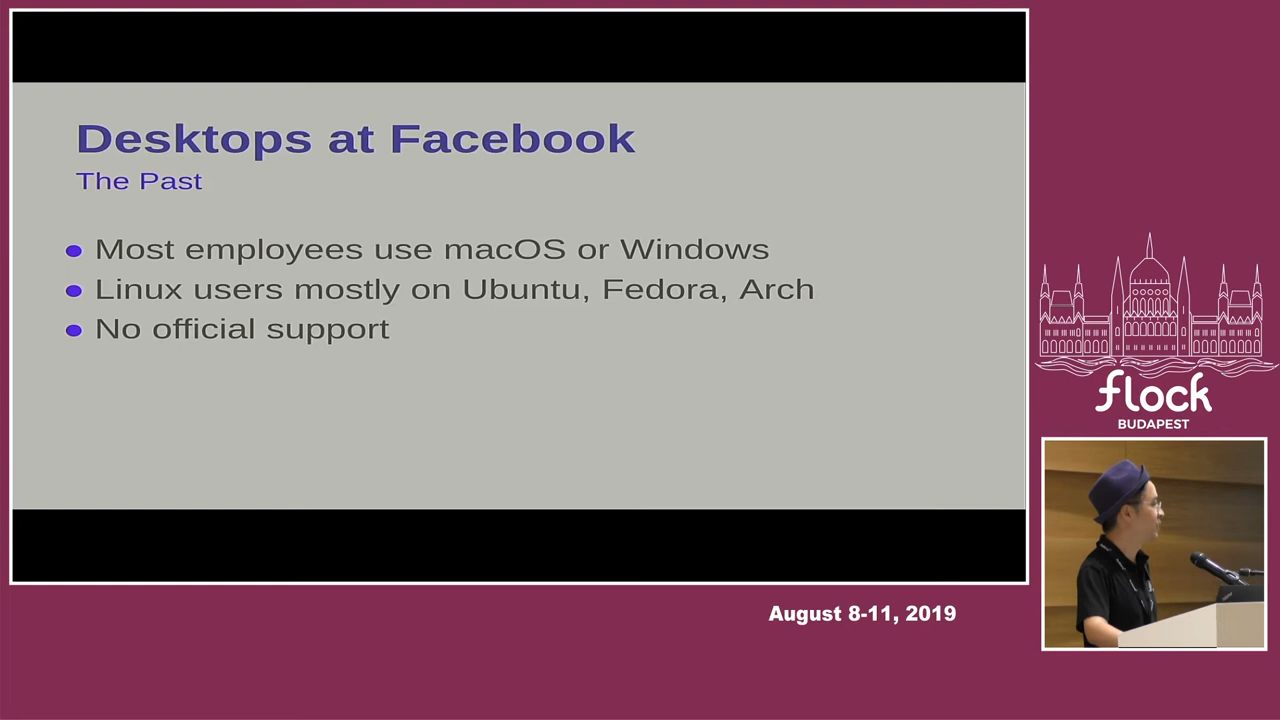 Desktops at Facebook
The Past
Most employees use macOS or Windows
Linux users mostly on Ubuntu, Fedora, Arch
No official support
flock
BUDAPEST
August 8-11, 2019